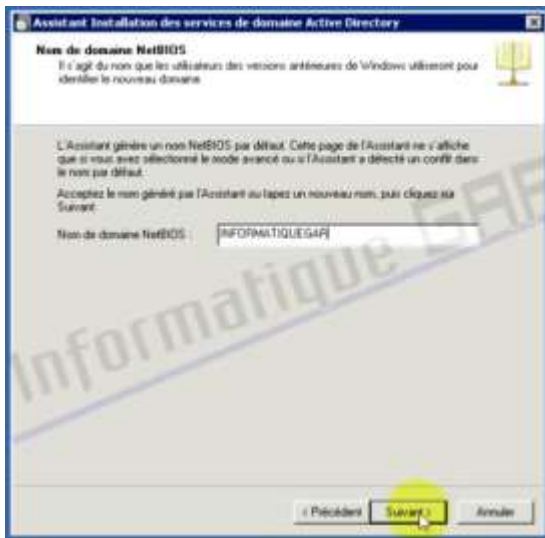 Assistant Installation des services de domaine Active Directory
Nom de domaine NetBIOS
Il s'agit du nom que les utilisateurs des versions antérieures de Windows utiliseront pour
identifier le nouveau domaine.
L'Assistant génère un nom NetBIOS par défaut. Cette page de l'Assistant ne s'affiche
que si vous avez sélectionné le mode avancé ou si l'Assistant a détecté un conflit dans
le nom par défaut.
Acceptez le nom généré par l'Assistant ou tapez un nouveau nom, puis cliquez sur
Suivant.
Nom de domaine NetBIOS :
INFORMATIQUEGAR
Informatique GAR
< Précédent
Suivant >
Annuler